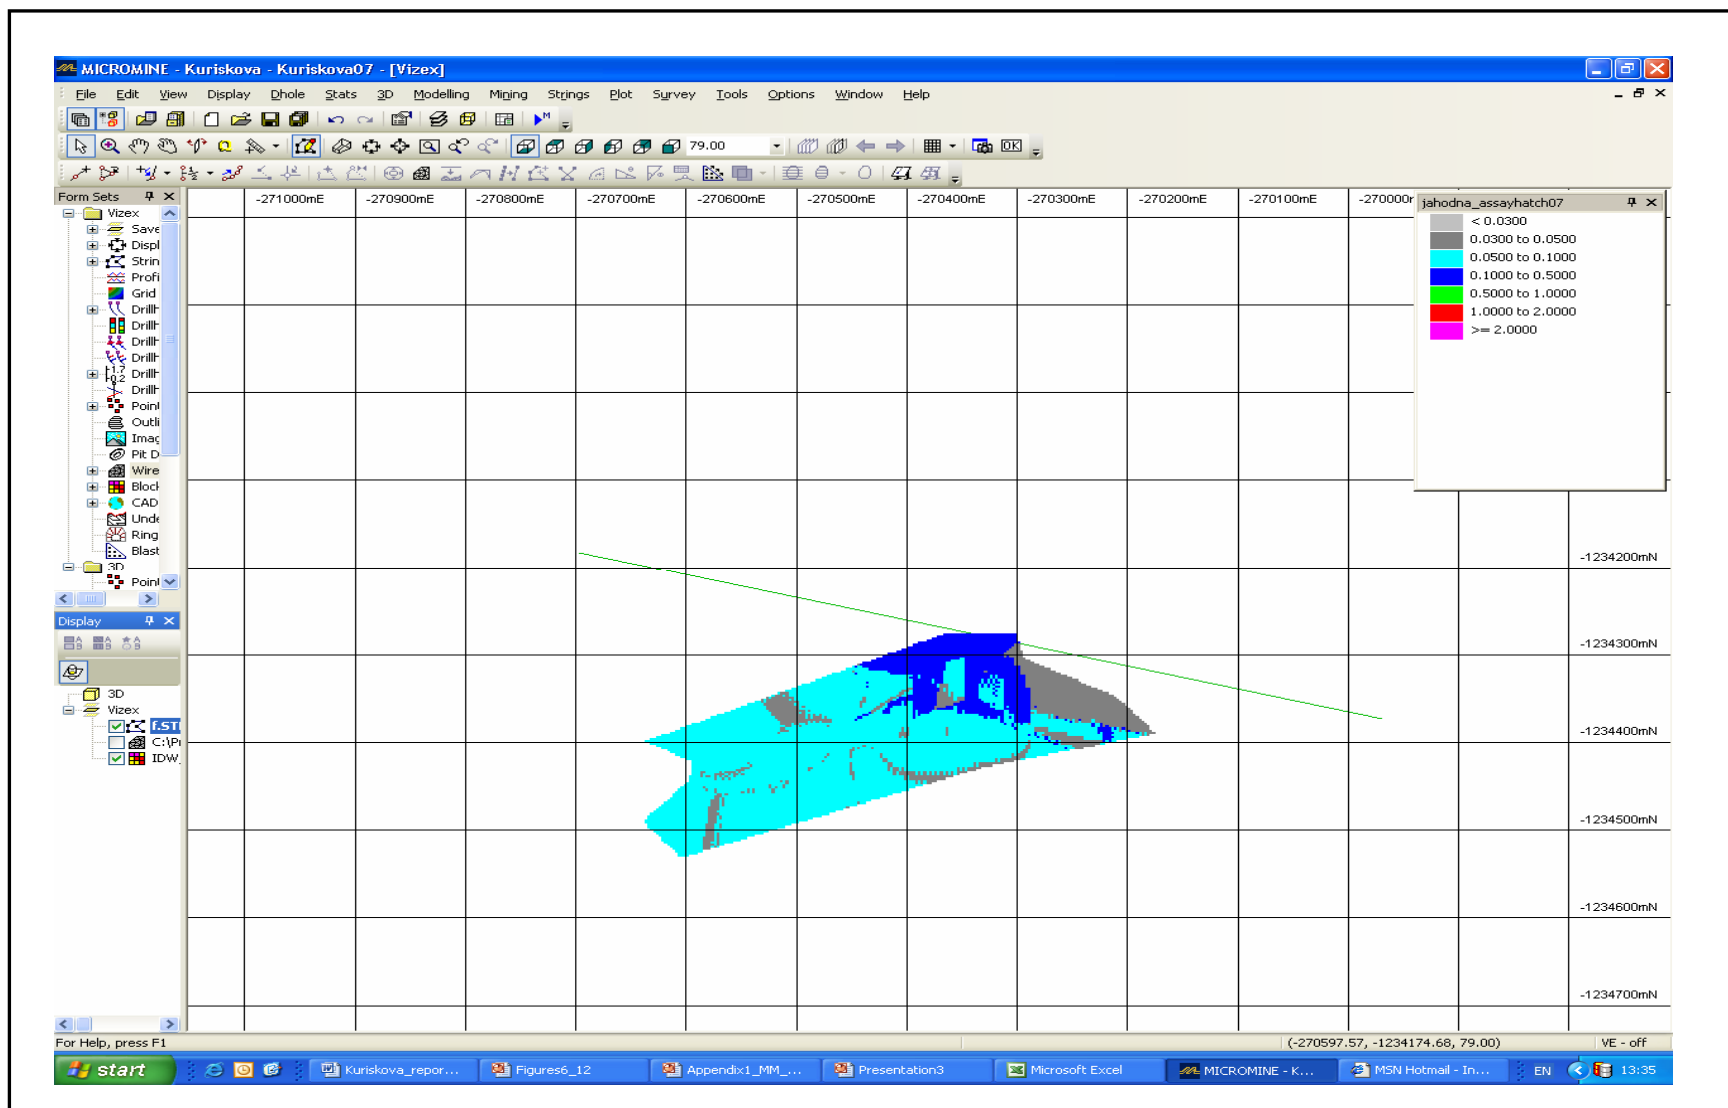 MICROMINE - Kuriskova - Kuriskova07 - [Vizex]
File Edit View Display Dhole Stats 3D Modelling Mining Strings Plot Survey Tools Options Window Help
79.00
OK
Form Sets
Vizex
Save
Displ
Strin
Profi
Grid
Drillh
Drillh
Drillh
Drillh
Drillh
Drillh
Point
Outli
Imag
Pit D
Wire
Block
CAD
Unde
Ring
Blast
3D
Point
Display
3D
Vizex
f.STR
C:\Pr
IDW_
-271000mE -270900mE -270800mE -270700mE -270600mE -270500mE -270400mE -270300mE -270200mE -270100mE -270000m
jahodna_assayhatch07
< 0.0300
0.0300 to 0.0500
0.0500 to 0.1000
0.1000 to 0.5000
0.5000 to 1.0000
1.0000 to 2.0000
>= 2.0000
-1234200mN
-1234300mN
-1234400mN
-1234500mN
-1234600mN
-1234700mN
For Help, press F1
(-270597.57, -1234174.68, 79.00)
VE - off
start
Kuriskova_repor...
Figures6_12
Appendix1_MM_...
Presentation3
Microsoft Excel
MICROMINE - K...
MSN Hotmail - In...
EN
13:35